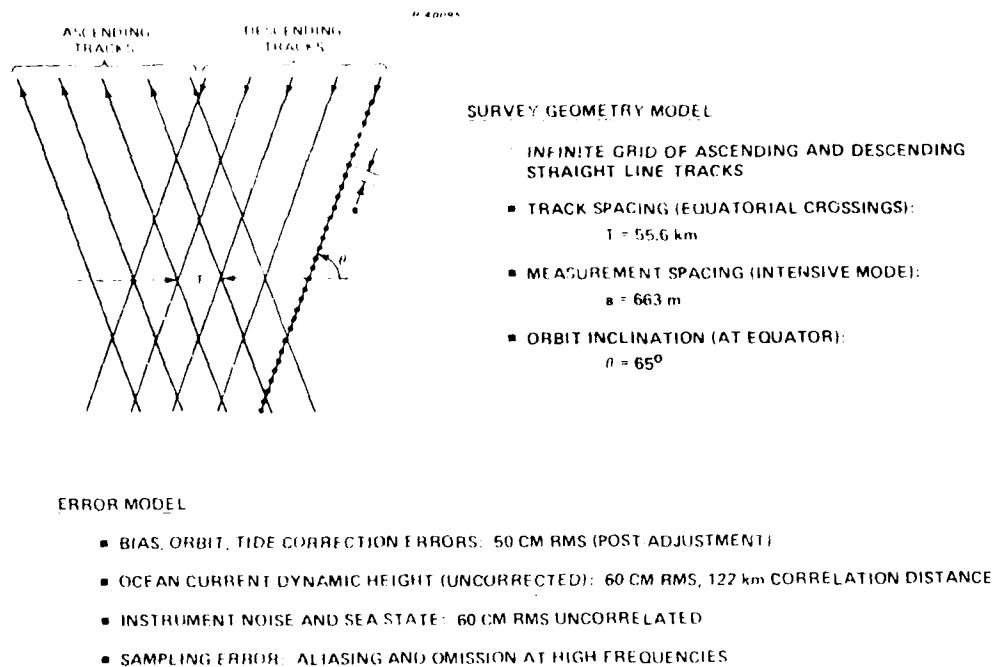 R-40095
ASCENDING TRACKS
DESCENDING TRACKS
SURVEY GEOMETRY MODEL
INFINITE GRID OF ASCENDING AND DESCENDING
STRAIGHT LINE TRACKS
▪ TRACK SPACING (EQUATORIAL CROSSINGS):
T = 55.6 km
▪ MEASUREMENT SPACING (INTENSIVE MODE):
a = 663 m
▪ ORBIT INCLINATION (AT EQUATOR):
θ = 65°
a
θ
T
ERROR MODEL
▪ BIAS, ORBIT, TIDE CORRECTION ERRORS: 50 CM RMS (POST ADJUSTMENT)
▪ OCEAN CURRENT DYNAMIC HEIGHT (UNCORRECTED): 60 CM RMS, 122 km CORRELATION DISTANCE
▪ INSTRUMENT NOISE AND SEA STATE: 60 CM RMS UNCORRELATED
▪ SAMPLING ERROR: ALIASING AND OMISSION AT HIGH FREQUENCIES